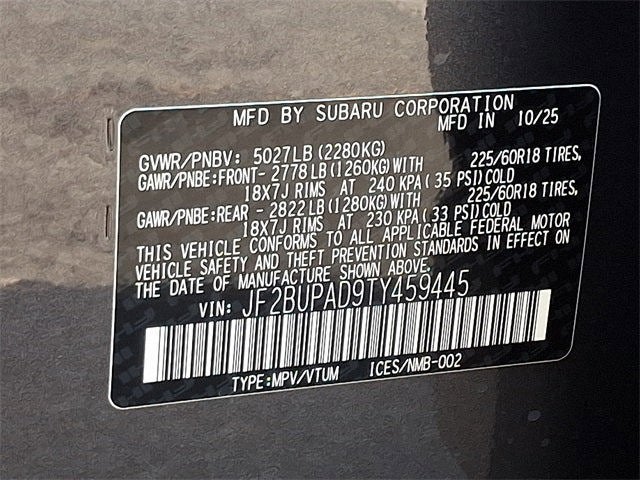 MFD BY SUBARU CORPORATION
MFD IN 10/25
GVWR/PNBV: 5027LB (2280KG)
GAWR/PNBE:FRONT- 2778 LB (1260KG) WITH 225/60R18 TIRES,
18X7J RIMS AT 240 KPA ( 35 PSI) COLD
GAWR/PNBE:REAR - 2822 LB (1280KG) WITH 225/60R18 TIRES,
18X7J RIMS AT 230 KPA ( 33 PSI) COLD
THIS VEHICLE CONFORMS TO ALL APPLICABLE FEDERAL MOTOR
VEHICLE SAFETY AND THEFT PREVENTION STANDARDS IN EFFECT ON
THE DATE OF MANUFACTURE SHOWN ABOVE.
VIN: JF2BUPAD9TY459445
TYPE:MPV/VTUM ICES/NMB-002